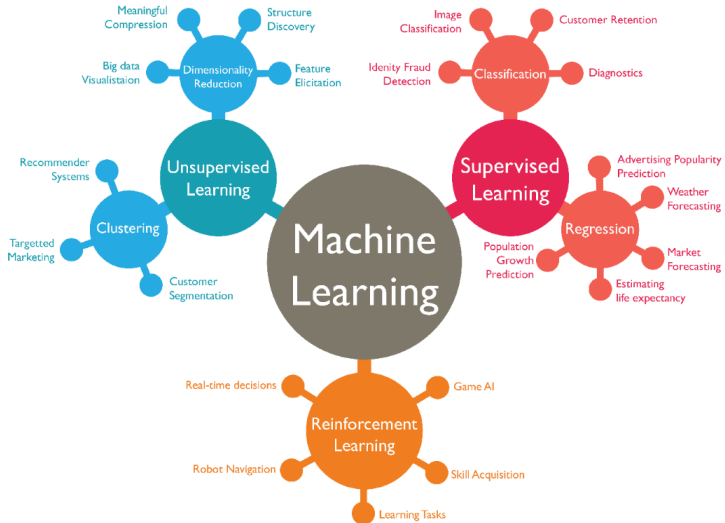 Meaningful
Compression
Structure
Discovery
Big data
Visualistaion
Dimensionality
Reduction
Feature
Elicitation
Unsupervised
Learning
Recommender
Systems
Clustering
Targetted
Marketing
Customer
Segmentation
Image
Classification
Customer Retention
Idenity Fraud
Detection
Classification
Diagnostics
Supervised
Learning
Advertising Popularity
Prediction
Weather
Forecasting
Regression
Population
Growth
Prediction
Market
Forecasting
Estimating
life expectancy
Machine
Learning
Real-time decisions
Game AI
Reinforcement
Learning
Robot Navigation
Skill Acquisition
Learning Tasks